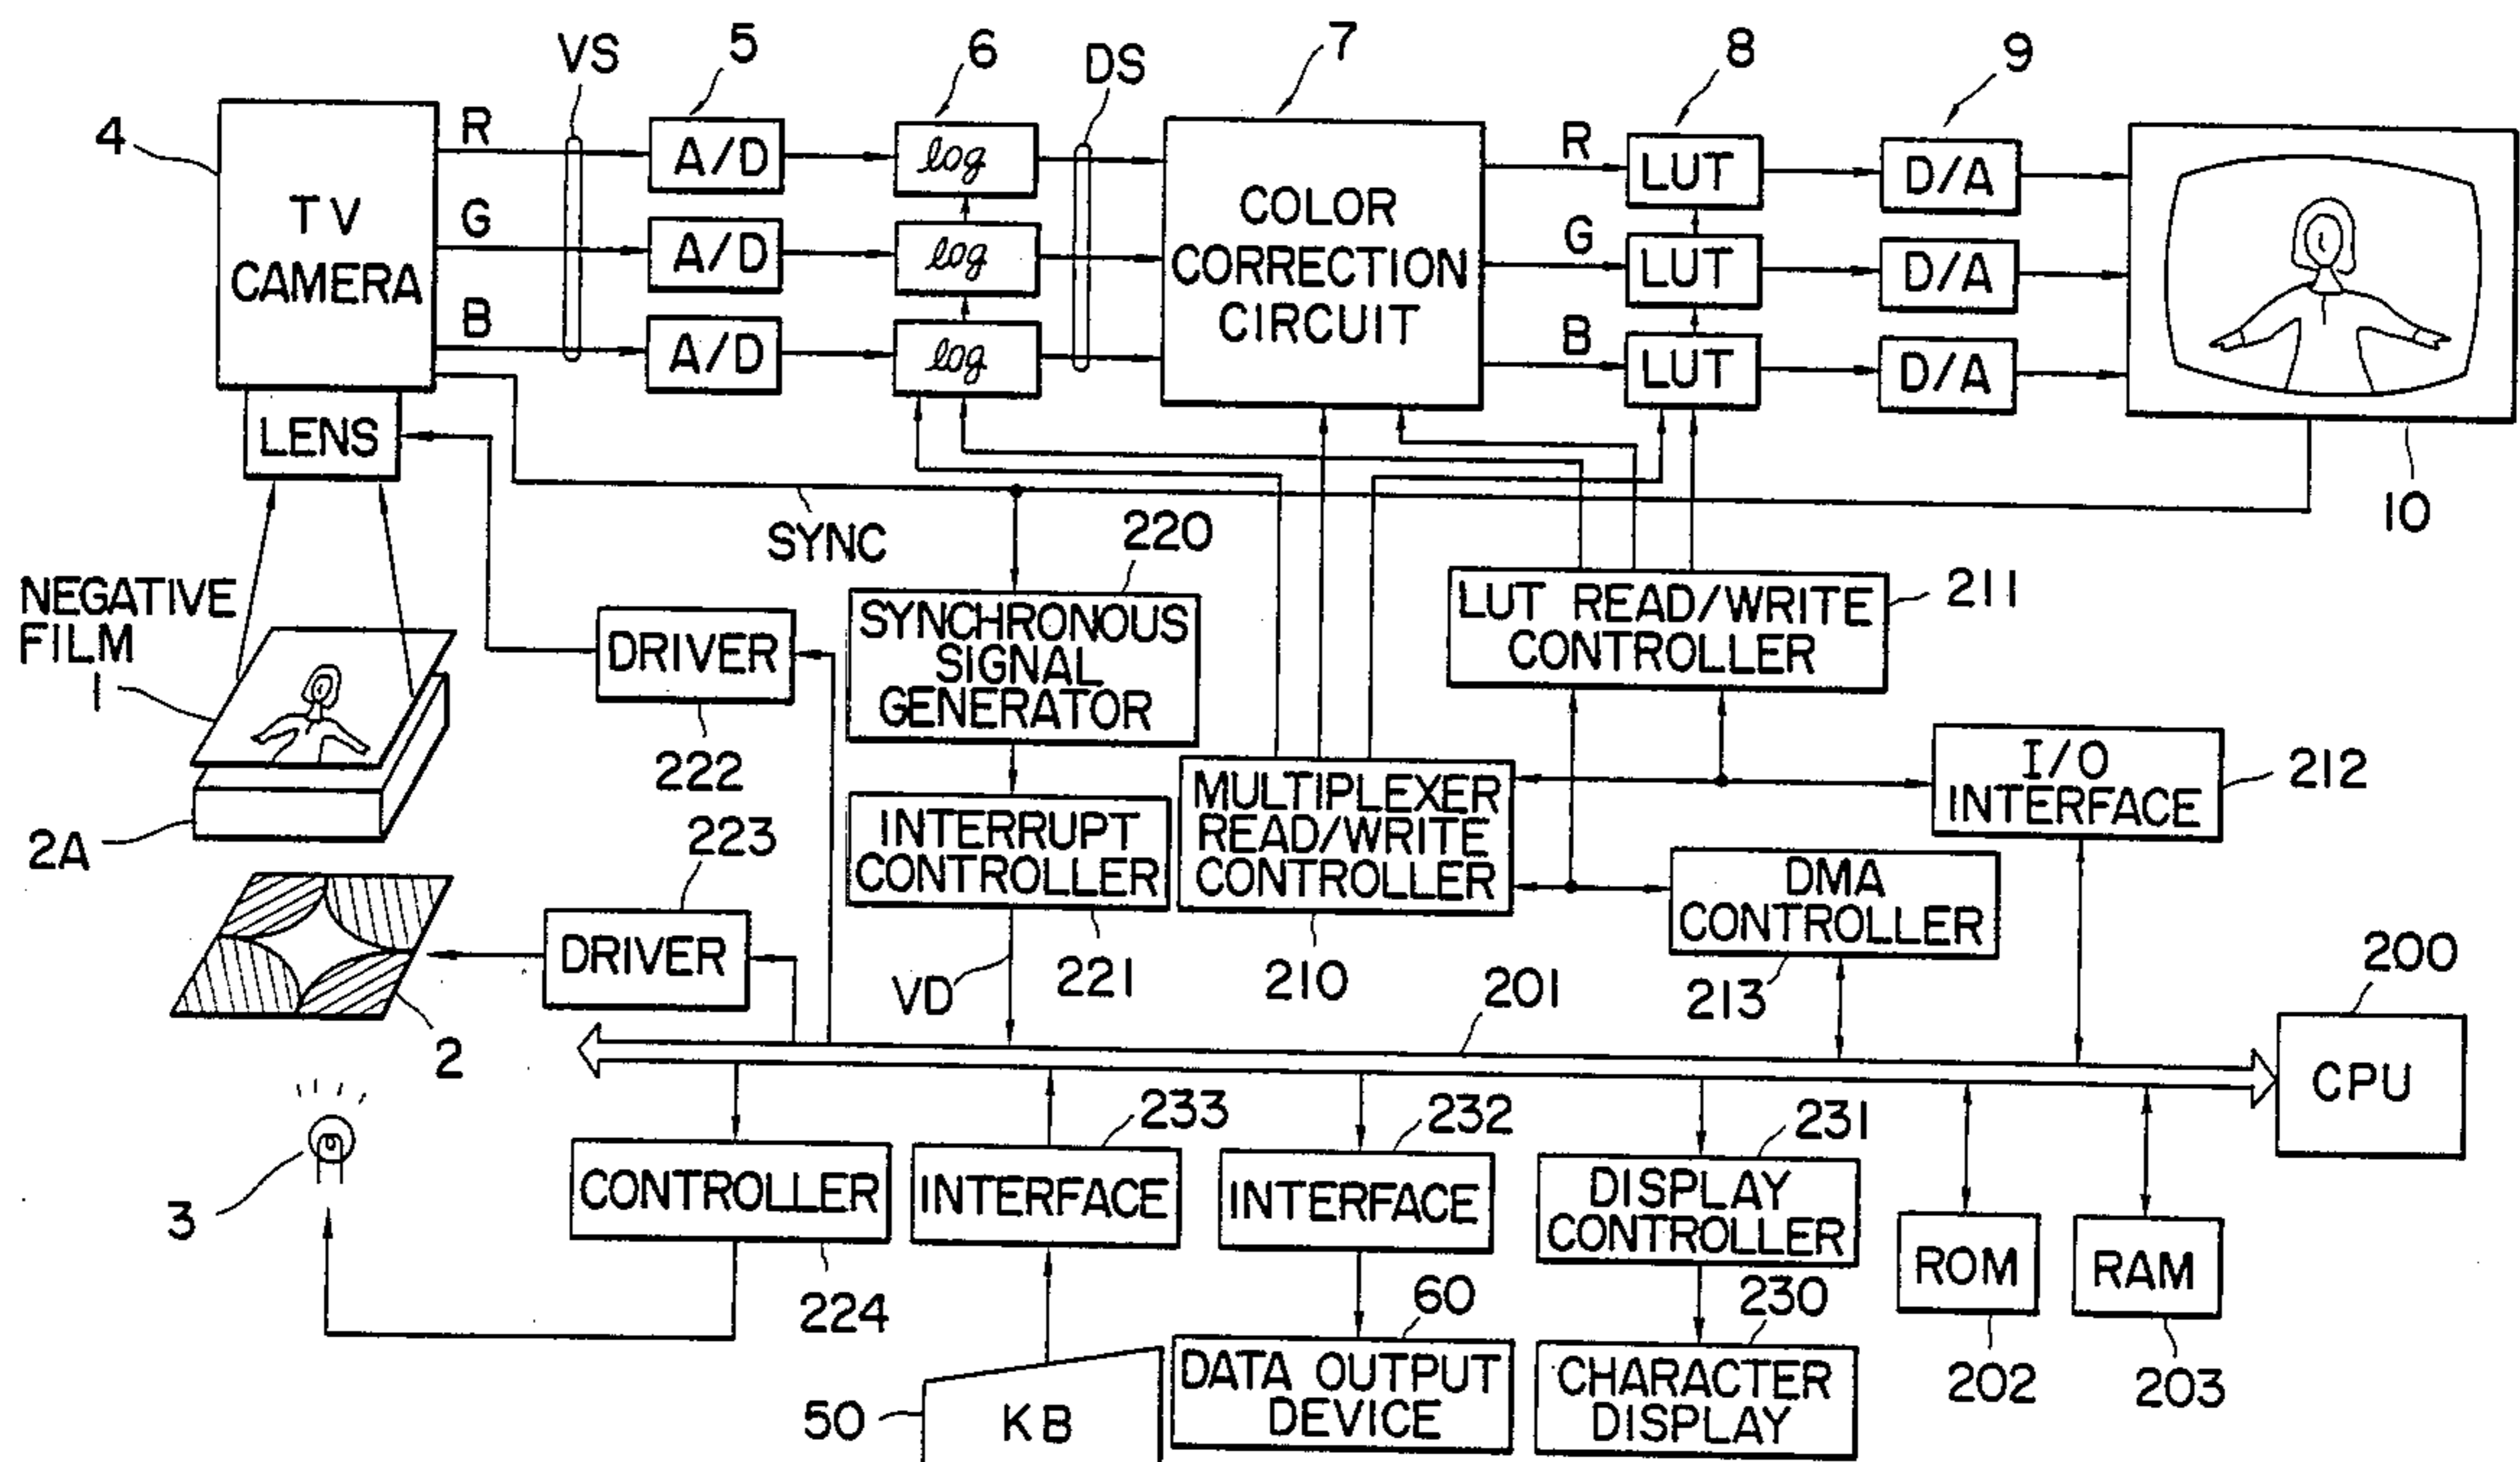 VS
5
6
DS
7
8
9
4
TV
CAMERA
LENS
R
G
B
A/D
A/D
A/D
log
log
log
COLOR
CORRECTION
CIRCUIT
R
G
B
LUT
LUT
LUT
D/A
D/A
D/A
10
SYNC
220
NEGATIVE
FILM
1
2A
DRIVER
222
SYNCHRONOUS
SIGNAL
GENERATOR
LUT READ/WRITE
CONTROLLER
211
INTERRUPT
CONTROLLER
221
MULTIPLEXER
READ/WRITE
CONTROLLER
210
I/O
INTERFACE
212
DMA
CONTROLLER
213
223
DRIVER
2
VD
201
200
CPU
3
CONTROLLER
224
233
INTERFACE
232
INTERFACE
231
DISPLAY
CONTROLLER
ROM
202
RAM
203
50
KB
60
DATA OUTPUT
DEVICE
230
CHARACTER
DISPLAY